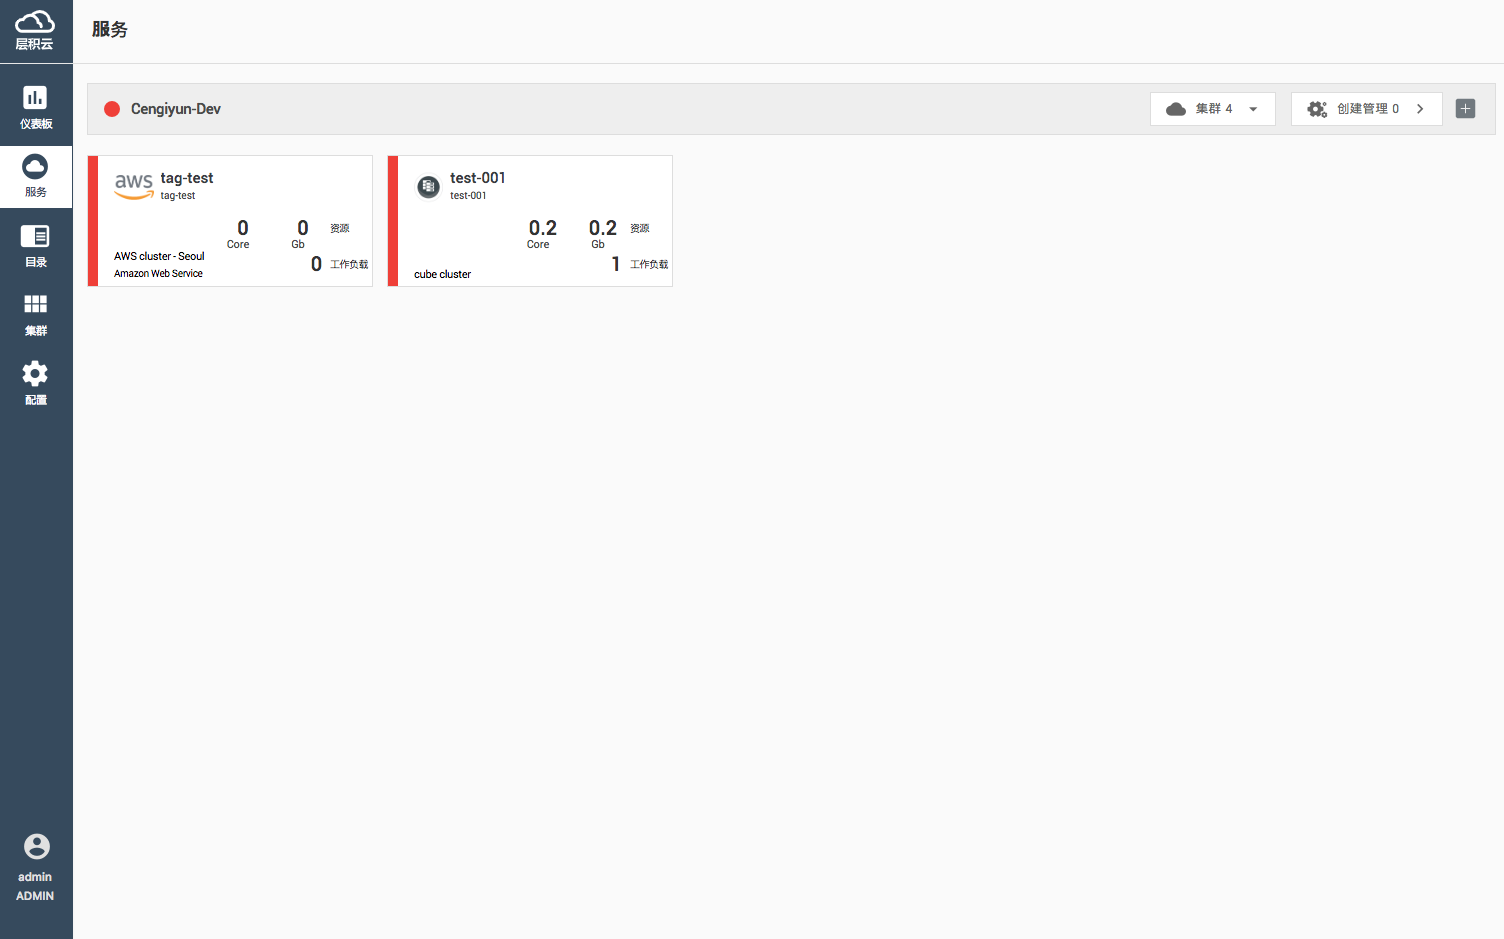 层积云
服务
仪表板
服务
目录
集群
配置
admin
ADMIN
Cengiyun-Dev
集群 4
创建管理 0
aws
tag-test
tag-test
0
Core
0
Gb
资源
0
工作负载
AWS cluster - Seoul
Amazon Web Service
test-001
test-001
0.2
Core
0.2
Gb
资源
1
工作负载
cube cluster